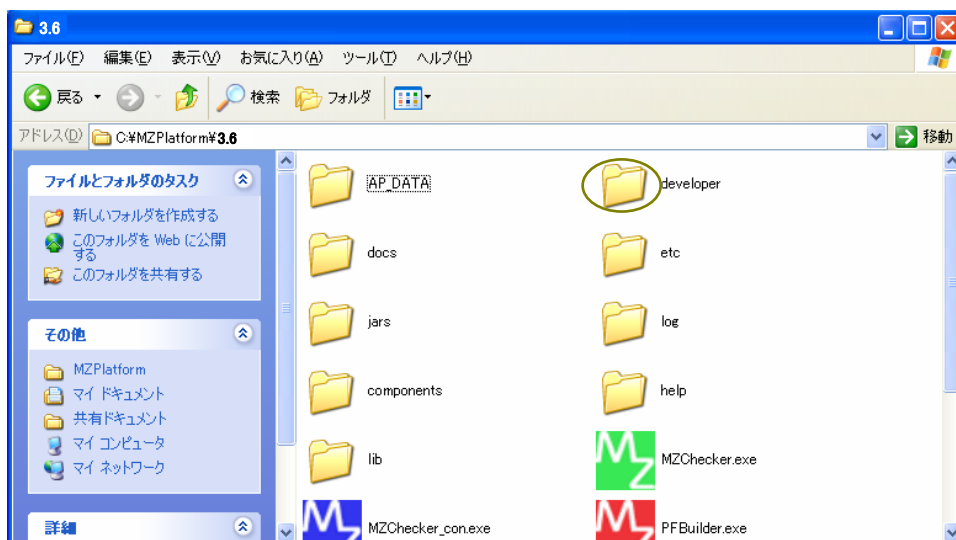 3.6
ファイル(F) 編集(E) 表示(V) お気に入り(A) ツール(T) ヘルプ(H)
戻る 検索 フォルダ
アドレス(D) C:¥MZPlatform¥3.6 移動
ファイルとフォルダのタスク
新しいフォルダを作成する
このフォルダを Web に公開
する
このフォルダを共有する
その他
MZPlatform
マイ ドキュメント
共有ドキュメント
マイ コンピュータ
マイ ネットワーク
詳細
AP_DATA developer
docs etc
jars log
components help
lib MZ MZChecker.exe
MZ MZChecker_con.exe MZ PFBuilder.exe